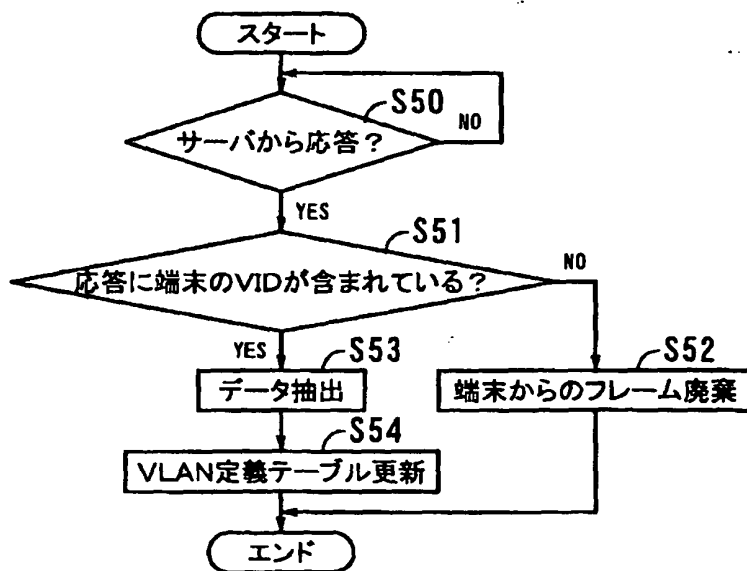 スタート
S50
サーバから応答?
NO
YES
S51
応答に端末のVIDが含まれている?
NO
YES
S53
データ抽出
S52
端末からのフレーム廃棄
S54
VLAN定義テーブル更新
エンド